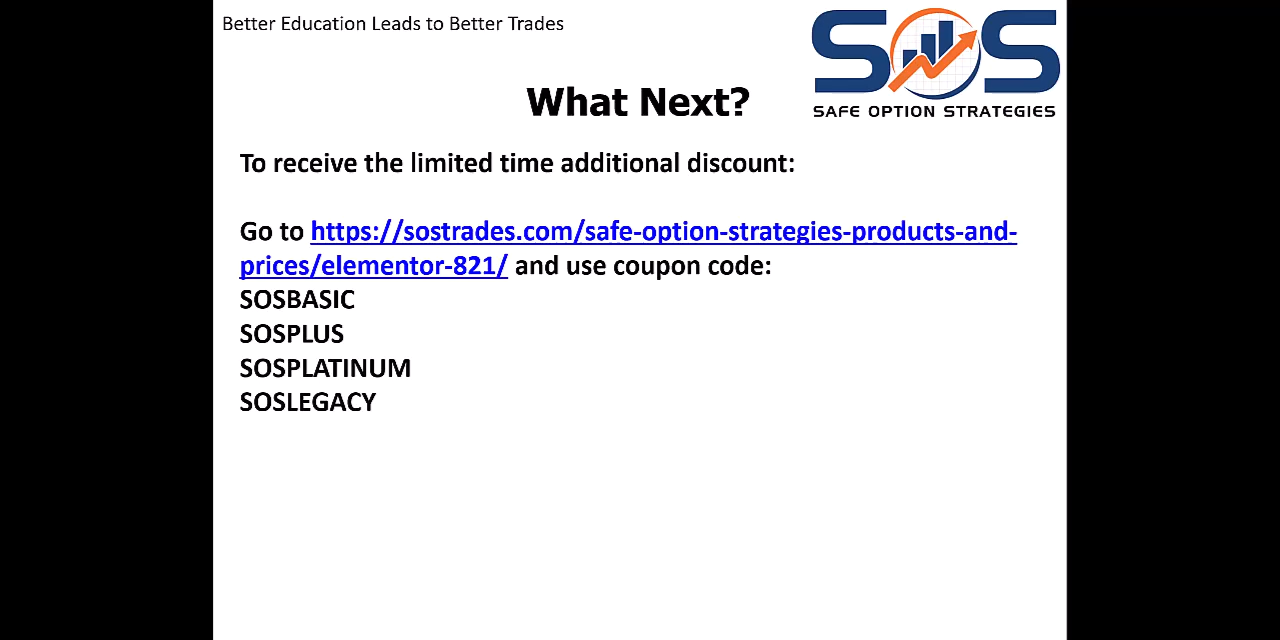 Better Education Leads to Better Trades
SOS
SAFE OPTION STRATEGIES
What Next?
To receive the limited time additional discount:
Go to https://sostrades.com/safe-option-strategies-products-and-
prices/elementor-821/ and use coupon code:
SOSBASIC
SOSPLUS
SOSPLATINUM
SOSLEGACY